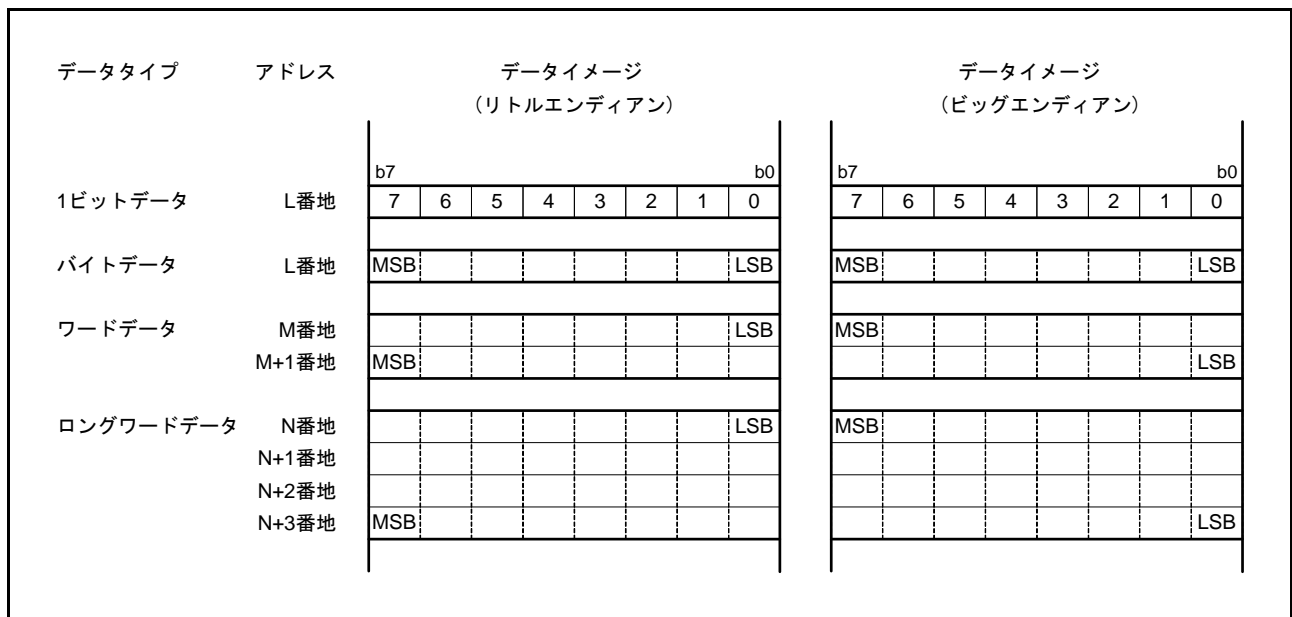 データタイプ アドレス データイメージ データイメージ
(リトルエンディアン) (ビッグエンディアン)
b7 b0 b7 b0
1ビットデータ L番地 7 6 5 4 3 2 1 0 7 6 5 4 3 2 1 0
バイトデータ L番地 MSB LSB MSB LSB
ワードデータ M番地 LSB MSB
M+1番地 MSB LSB
ロングワードデータ N番地 LSB MSB
N+1番地
N+2番地
N+3番地 MSB LSB